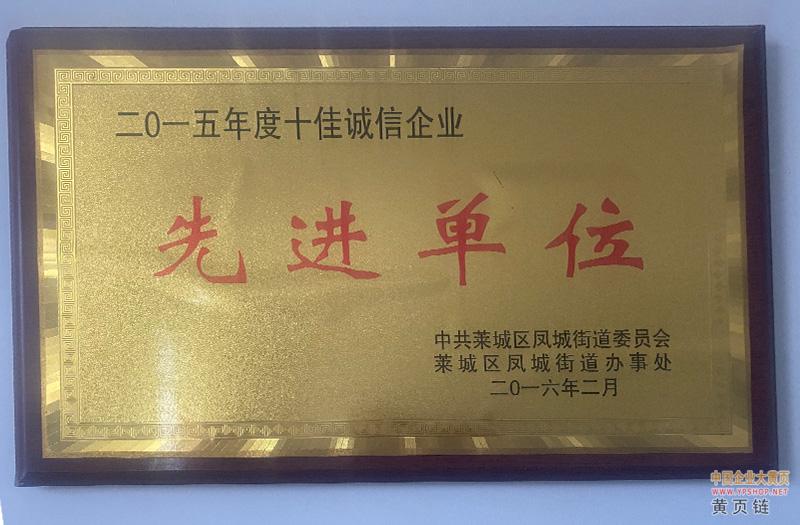 二0一五年度十佳诚信企业
先进单位
中共莱城区凤城街道委员会
莱城区凤城街道办事处
二0一六年二月
中国企业大黄页
WWW.YPSHOP.NET
黄页链